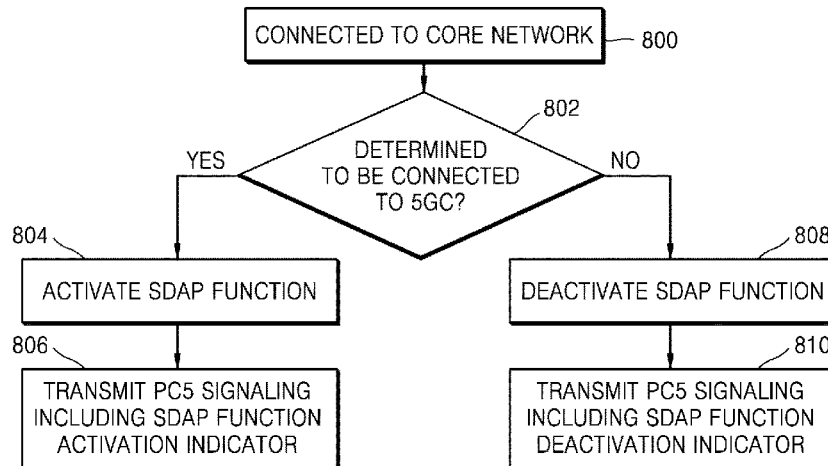 CONNECTED TO CORE NETWORK
800
802
DETERMINED
TO BE CONNECTED
TO 5GC?
YES
NO
804
ACTIVATE SDAP FUNCTION
808
DEACTIVATE SDAP FUNCTION
806
TRANSMIT PC5 SIGNALING
INCLUDING SDAP FUNCTION
ACTIVATION INDICATOR
810
TRANSMIT PC5 SIGNALING
INCLUDING SDAP FUNCTION
DEACTIVATION INDICATOR